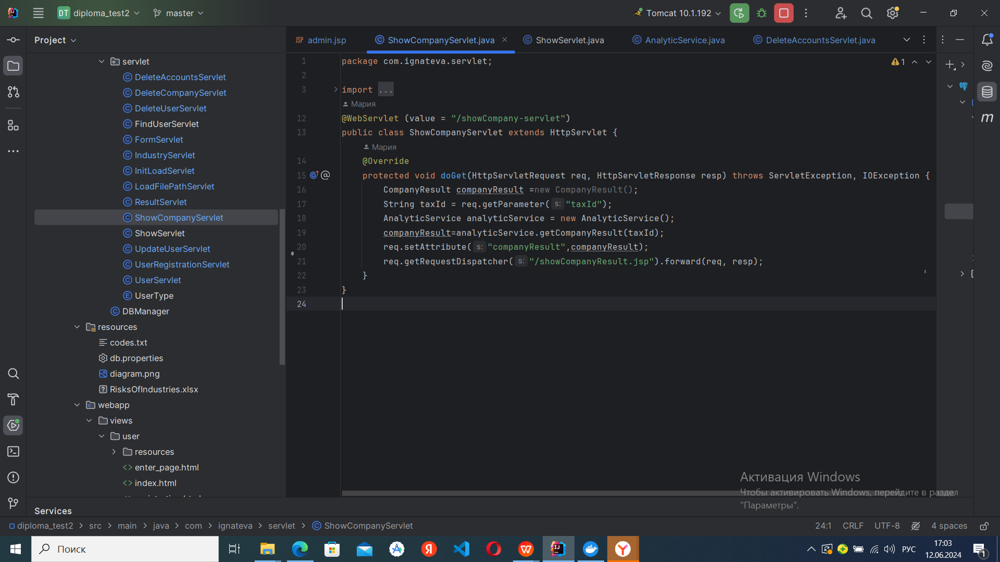 DT diploma_test2 master Tomcat 10.1.192
Project
servlet
DeleteAccountsServlet
DeleteCompanyServlet
DeleteUserServlet
FindUserServlet
FormServlet
IndustryServlet
InitLoadServlet
LoadFilePathServlet
ResultServlet
ShowCompanyServlet
ShowServlet
UpdateUserServlet
UserRegistrationServlet
UserServlet
UserType
DBManager
resources
codes.txt
db.properties
diagram.png
RisksOfIndustries.xlsx
webapp
views
user
resources
enter_page.html
index.html
JSP admin.jsp ShowCompanyServlet.java ShowServlet.java AnalyticService.java DeleteAccountsServlet.java
1 package com.ignateva.servlet; 1
2
3 import ...
Мария
12 @WebServlet (value = "/showCompany-servlet")
13 public class ShowCompanyServlet extends HttpServlet {
Мария
14 @Override
15 protected void doGet(HttpServletRequest req, HttpServletResponse resp) throws ServletException, IOException {
16 CompanyResult companyResult =new CompanyResult();
17 String taxId = req.getParameter( s: "taxId");
18 AnalyticService analyticService = new AnalyticService();
19 companyResult=analyticService.getCompanyResult(taxId);
20 req.setAttribute( s: "companyResult",companyResult);
21 req.getRequestDispatcher( s: "/showCompanyResult.jsp").forward(req, resp);
22 }
23 }
24
m
Активация Windows
Чтобы активировать Windows, перейдите в раздел
"Параметры".
Services
diploma_test2 > src > main > java > com > ignateva > servlet > ShowCompanyServlet
24:1 CRLF UTF-8 4 spaces
Поиск
РУС
17:03
12.06.2024
1